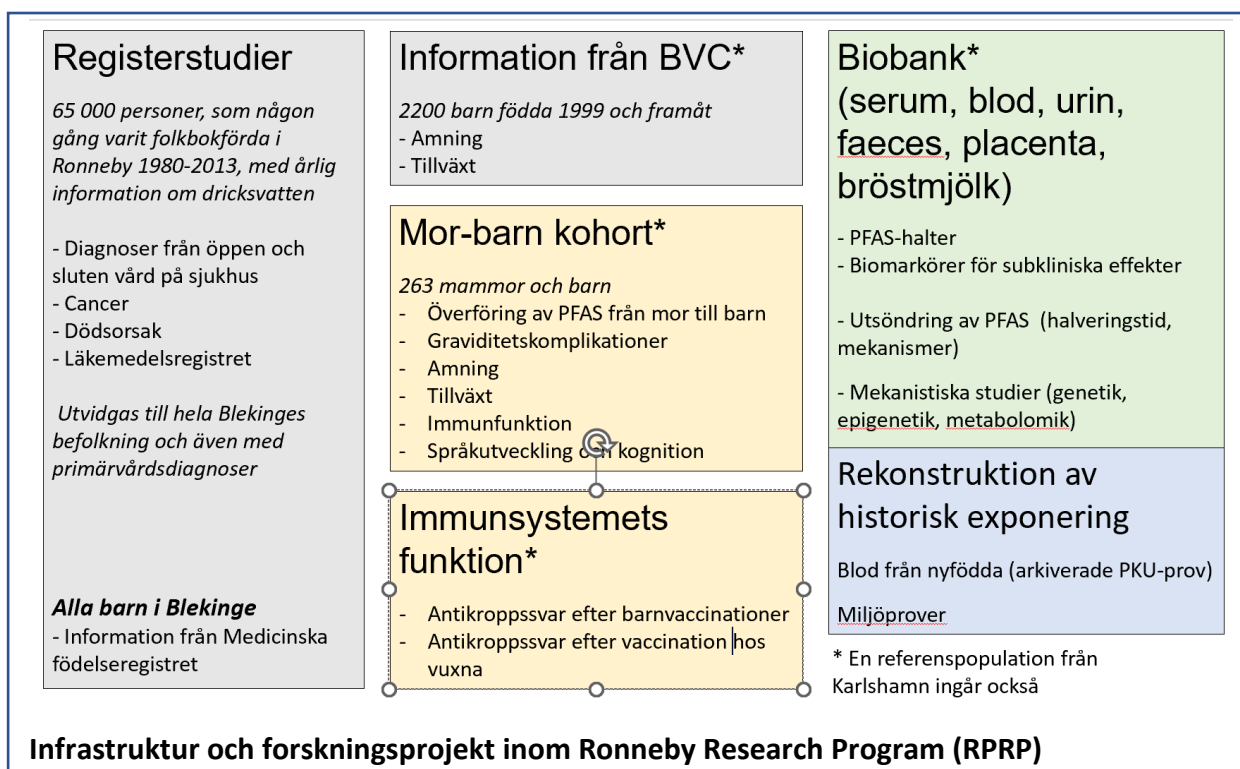 Registerstudier
65 000 personer, som någon
gång varit folkbokförda i
Ronneby 1980-2013, med årlig
information om dricksvatten
- Diagnoser från öppen och
sluten vård på sjukhus
- Cancer
- Dödsorsak
- Läkemedelsregistret
Utvidgas till hela Blekinges
befolkning och även med
primärvårdsdiagnoser
Alla barn i Blekinge
- Information från Medicinska
födelseregistret
Information från BVC*
2200 barn födda 1999 och framåt
- Amning
- Tillväxt
Mor-barn kohort*
263 mammor och barn
- Överföring av PFAS från mor till barn
- Graviditetskomplikationer
- Amning
- Tillväxt
- Immunfunktion
- Språkutveckling och kognition
Immunsystemets
funktion*
- Antikroppssvar efter barnvaccinationer
- Antikroppssvar efter vaccination hos
vuxna
Biobank*
(serum, blod, urin,
faeces, placenta,
bröstmjölk)
- PFAS-halter
- Biomarkörer för subkliniska effekter
- Utsöndring av PFAS (halveringstid,
mekanismer)
- Mekanistiska studier (genetik,
epigenetik, metabolomik)
Rekonstruktion av
historisk exponering
Blod från nyfödda (arkiverade PKU-prov)
Miljöprover
* En referenspopulation från
Karlshamn ingår också
Infrastruktur och forskningsprojekt inom Ronneby Research Program (RPRP)